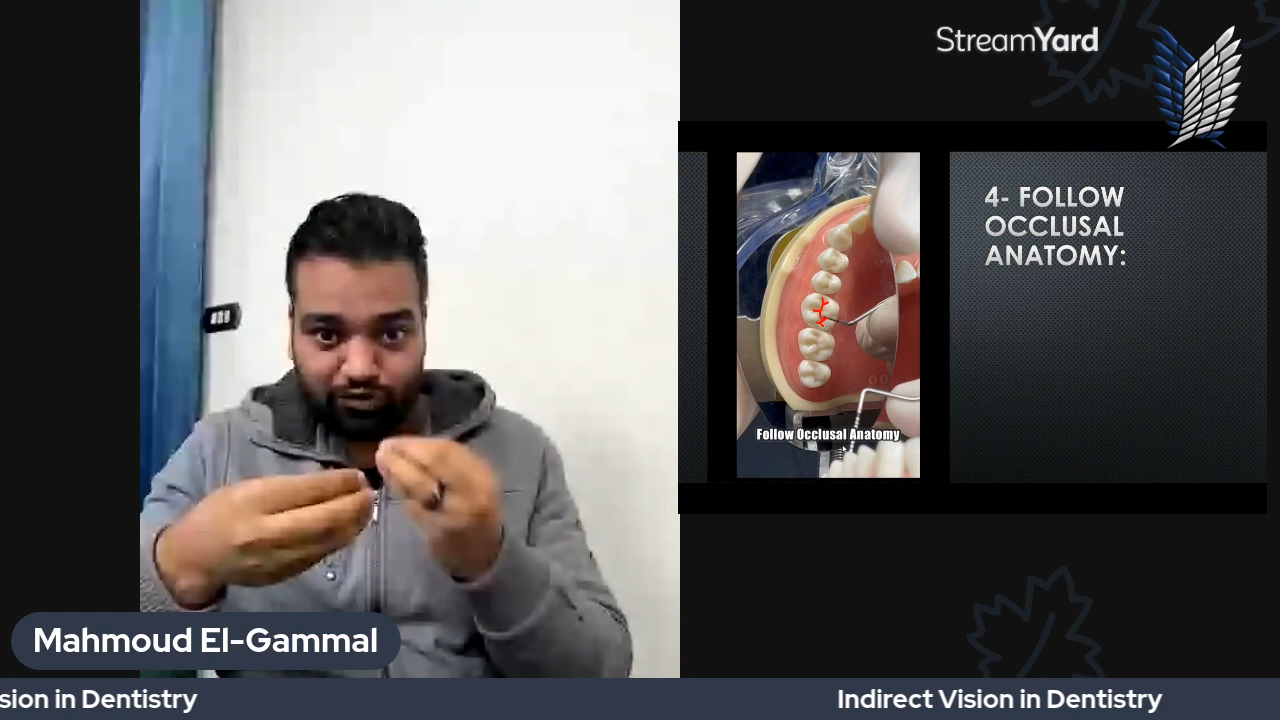 StreamYard
4- FOLLOW
OCCLUSAL
ANATOMY:
Follow Occlusal Anatomy
Mahmoud El-Gammal
sion in Dentistry
Indirect Vision in Dentistry